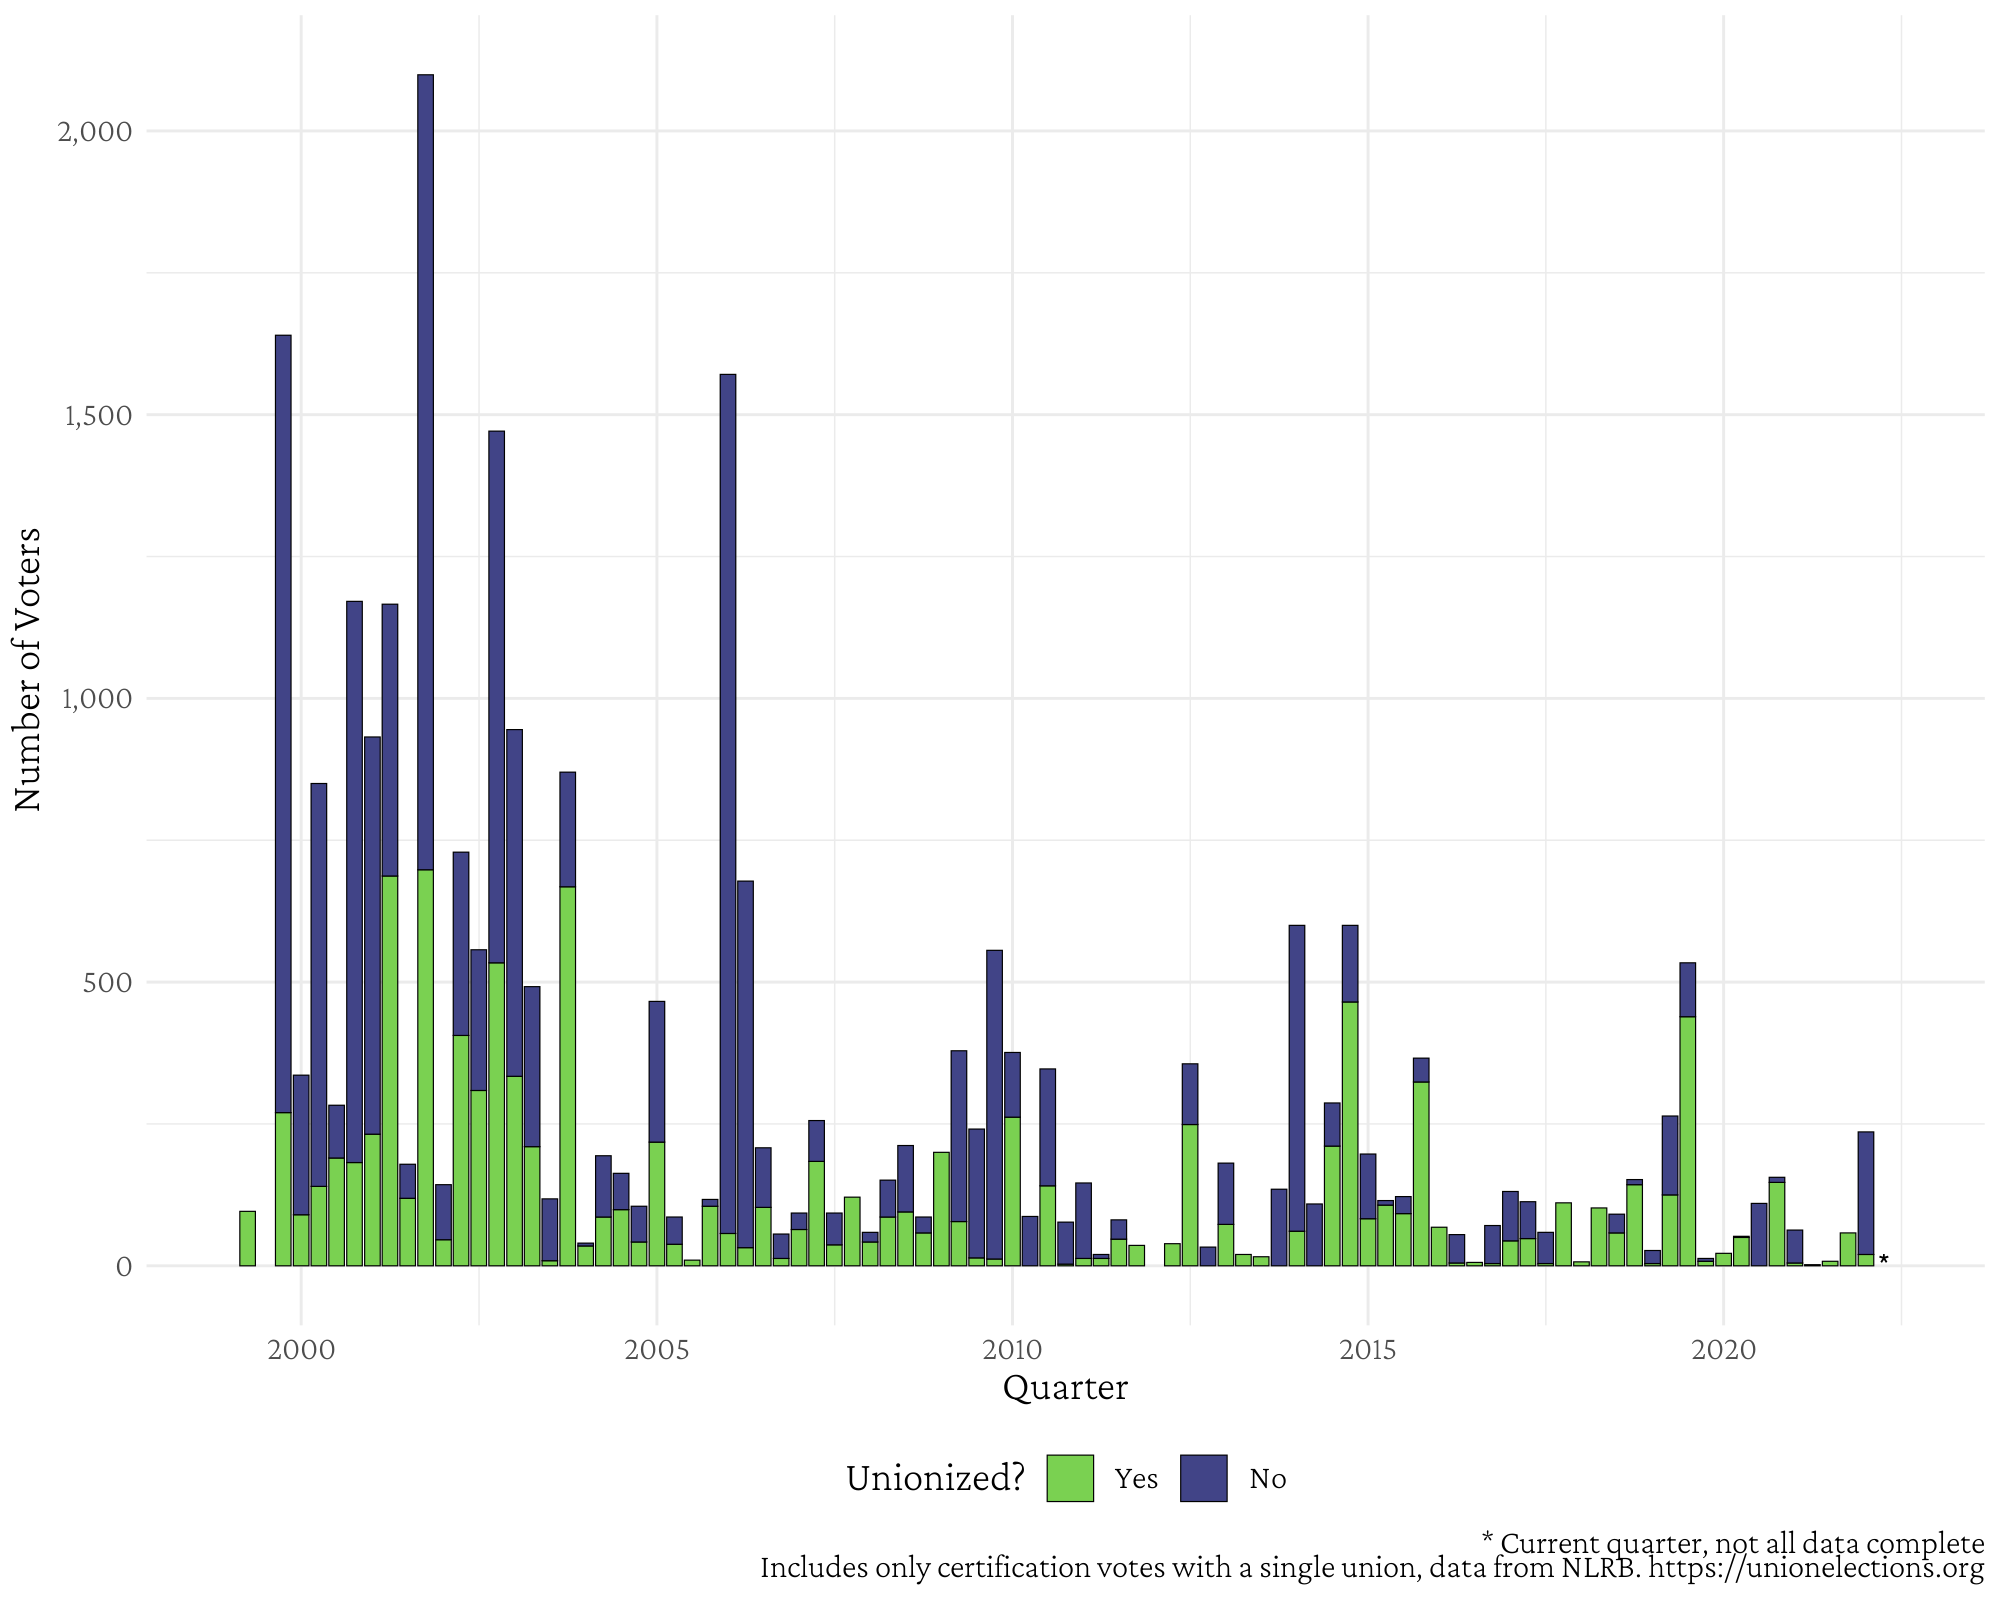 Number of Voters
2,000
1,500
1,000
500
0
*
2000 2005 2010 2015 2020
Quarter
Unionized? Yes No
* Current quarter, not all data complete
Includes only certification votes with a single union, data from NLRB. https://unionelections.org